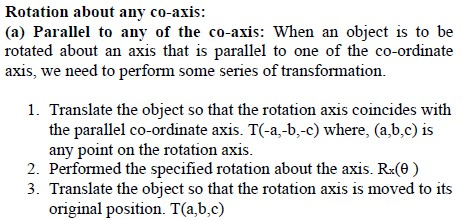 Rotation about any co-axis:
(a) Parallel to any of the co-axis: When an object is to be
rotated about an axis that is parallel to one of the co-ordinate
axis, we need to perform some series of transformation.
1. Translate the object so that the rotation axis coincides with
the parallel co-ordinate axis. T(-a,-b,-c) where, (a,b,c) is
any point on the rotation axis.
2. Performed the specified rotation about the axis. Rx(θ )
3. Translate the object so that the rotation axis is moved to its
original position. T(a,b,c)